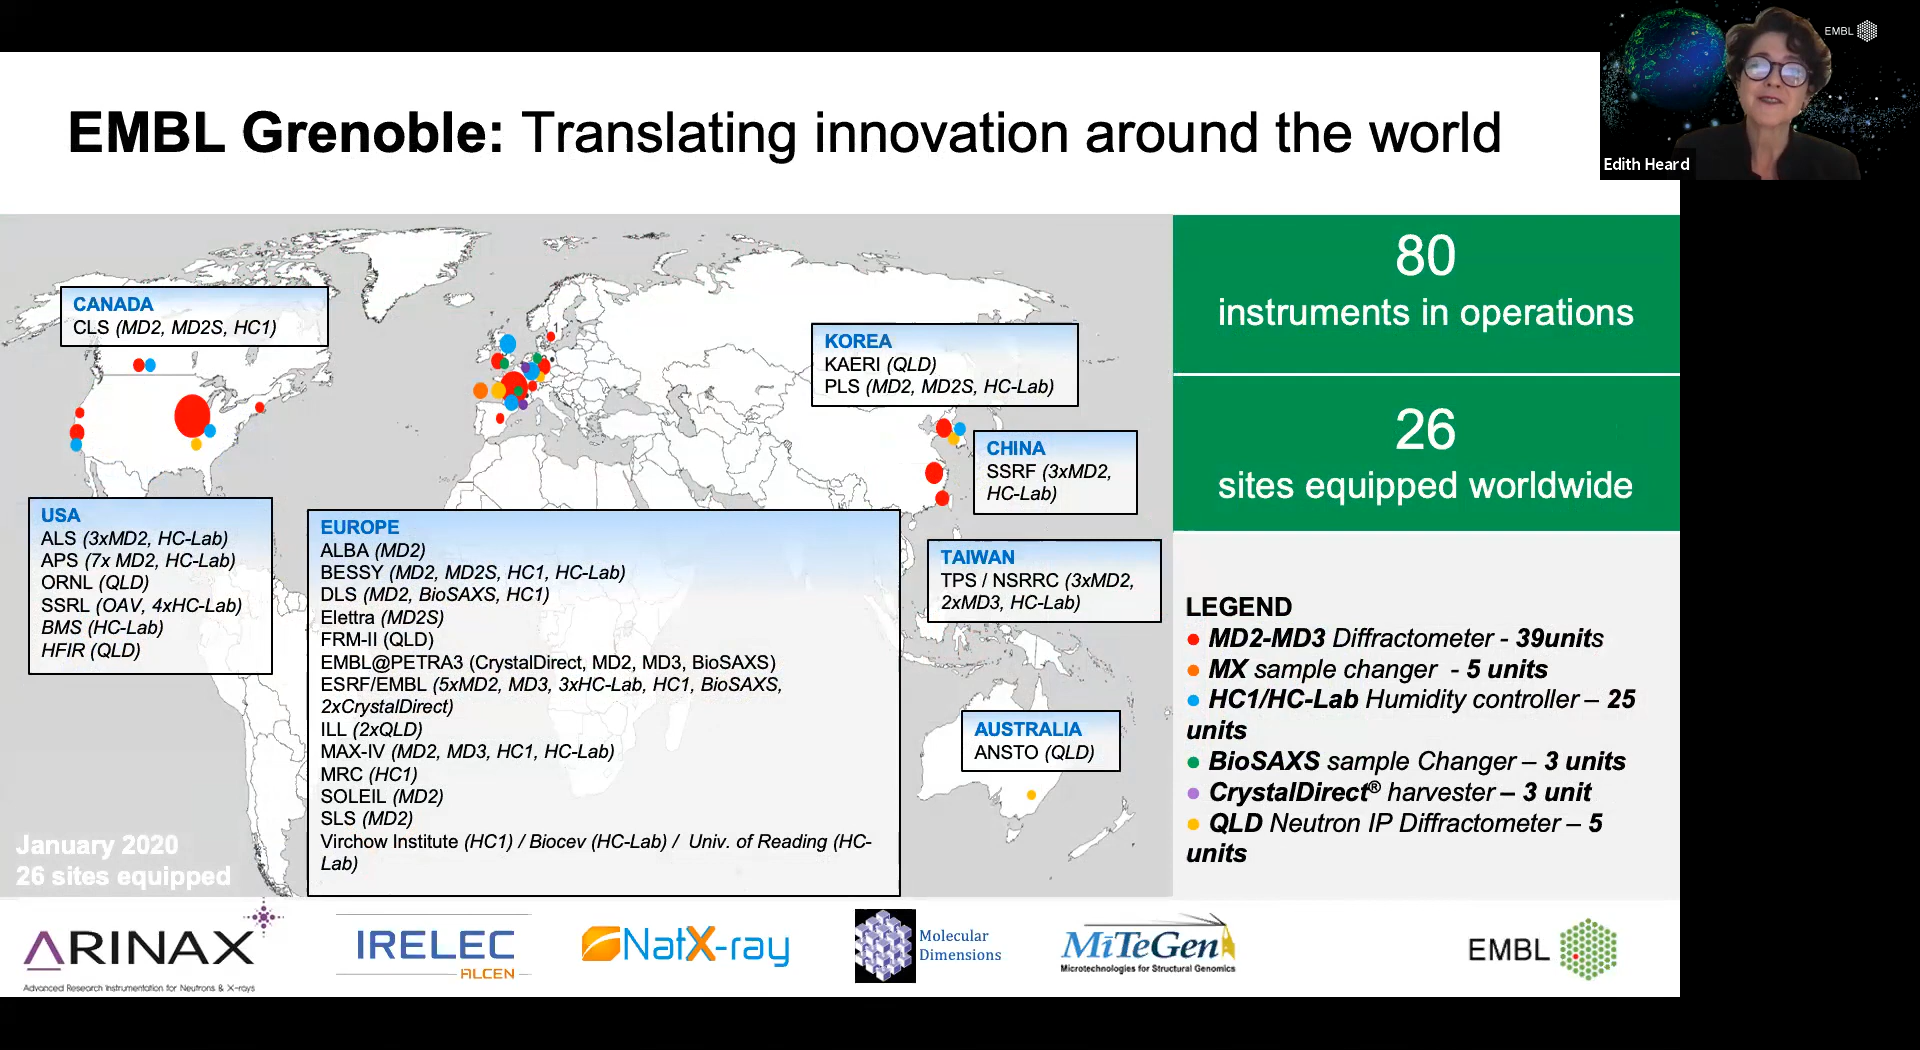 EMBL
Edith Heard
EMBL Grenoble: Translating innovation around the world
CANADA
CLS (MD2, MD2S, HC1)
USA
ALS (3xMD2, HC-Lab)
APS (7x MD2, HC-Lab)
ORNL (QLD)
SSRL (OAV, 4xHC-Lab)
BMS (HC-Lab)
HFIR (QLD)
EUROPE
ALBA (MD2)
BESSY (MD2, MD2S, HC1, HC-Lab)
DLS (MD2, BioSAXS, HC1)
Elettra (MD2S)
FRM-II (QLD)
EMBL@PETRA3 (CrystalDirect, MD2, MD3, BioSAXS)
ESRF/EMBL (5xMD2, MD3, 3xHC-Lab, HC1, BioSAXS,
2xCrystalDirect)
ILL (2xQLD)
MAX-IV (MD2, MD3, HC1, HC-Lab)
MRC (HC1)
SOLEIL (MD2)
SLS (MD2)
Virchow Institute (HC1) / Biocev (HC-Lab) / Univ. of Reading (HC-
Lab)
KOREA
KAERI (QLD)
PLS (MD2, MD2S, HC-Lab)
CHINA
SSRF (3xMD2,
HC-Lab)
TAIWAN
TPS / NSRRC (3xMD2,
2xMD3, HC-Lab)
AUSTRALIA
ANSTO (QLD)
January 2020
26 sites equipped
80
instruments in operations
26
sites equipped worldwide
LEGEND
MD2-MD3 Diffractometer - 39units
MX sample changer - 5 units
HC1/HC-Lab Humidity controller – 25
units
BioSAXS sample Changer – 3 units
CrystalDirect® harvester – 3 unit
QLD Neutron IP Diffractometer – 5
units
ARINAX
Advanced Research Instrumentation for Neutrons & X-rays
IRELEC
ALCEN
NatX-ray
Molecular
Dimensions
MiTeGen
Microtechnologies for Structural Genomics
EMBL